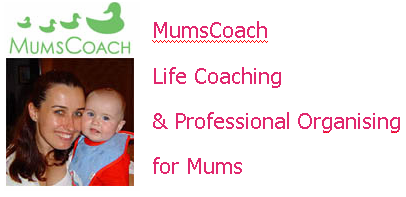 MUMSCOACH
MumsCoach
Life Coaching
& Professional Organising
for Mums